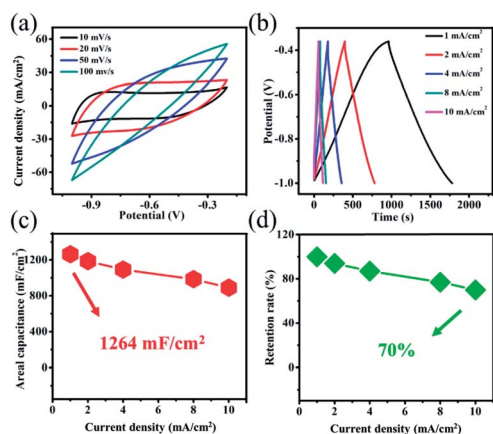 (a)
10 mV/s
20 mV/s
50 mV/s
100 mv/s
Current density (mA/cm²)
60
30
0
-30
-60
-0.9
-0.6
-0.3
Potential (V)
(b)
1 mA/cm²
2 mA/cm²
4 mA/cm²
8 mA/cm²
10 mA/cm²
Potential (V)
-0.4
-0.6
-0.8
-1.0
0
500
1000
1500
2000
Time (s)
(c)
Areal capacitance (mF/cm²)
1200
800
400
0
1264 mF/cm²
0
2
4
6
8
10
Current density (mA/cm²)
(d)
Retention rate (%)
120
80
40
0
70%
0
2
4
6
8
10
Current density (mA/cm²)